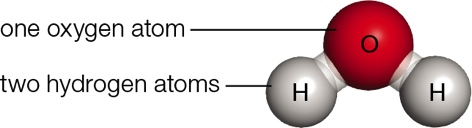 one oxygen atom
O
two hydrogen atoms
H H